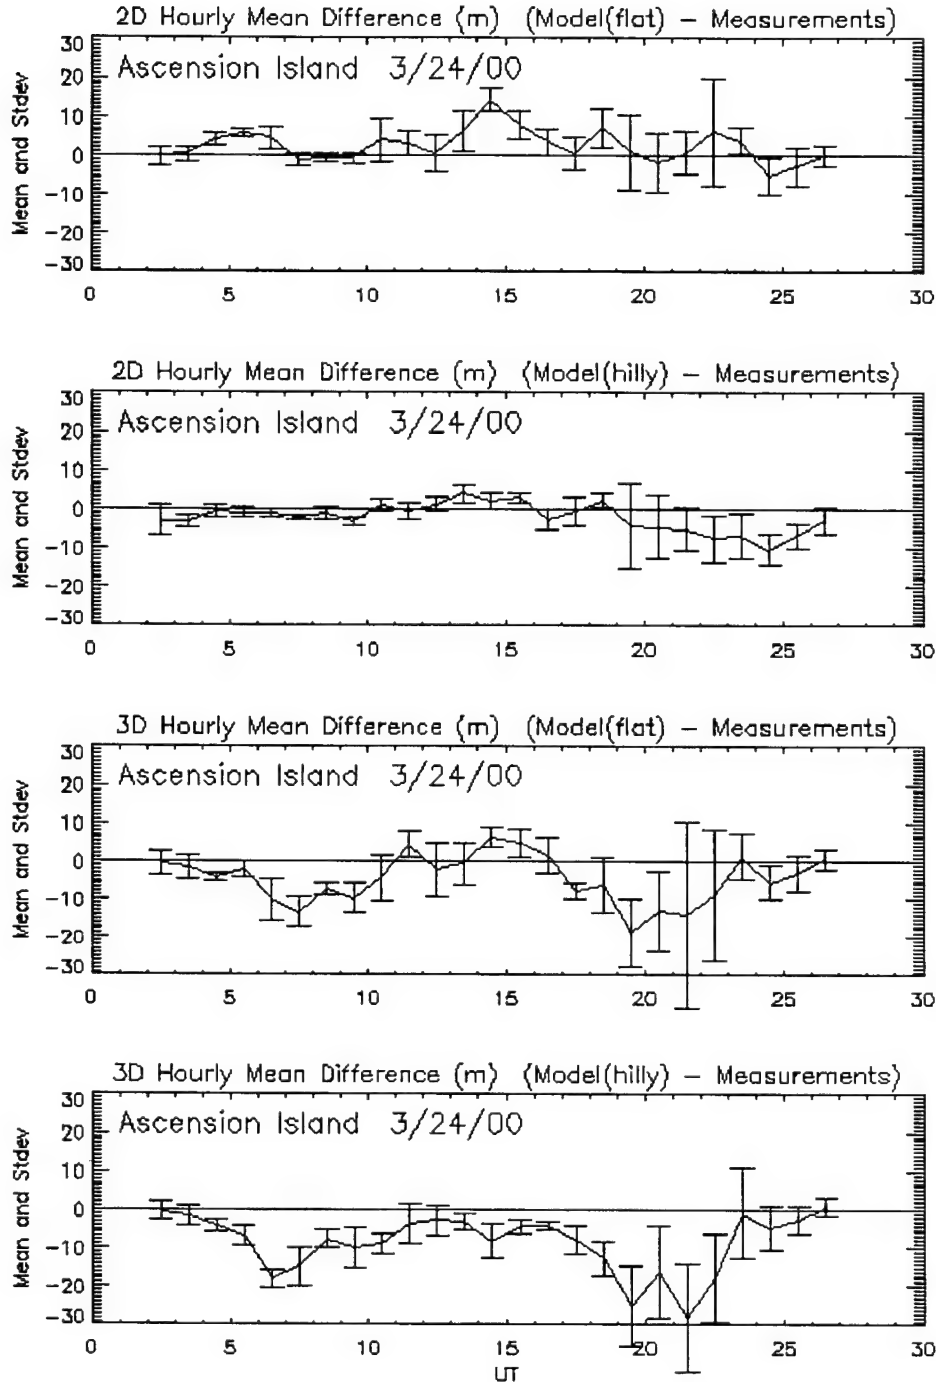 2D Hourly Mean Difference (m) (Model(flat) - Measurements)
Ascension Island 3/24/00
Mean and Stdev
30
20
10
0
-10
-20
-30
0 5 10 15 20 25 30
2D Hourly Mean Difference (m) (Model(hilly) - Measurements)
Ascension Island 3/24/00
Mean and Stdev
30
20
10
0
-10
-20
-30
0 5 10 15 20 25 30
3D Hourly Mean Difference (m) (Model(flat) - Measurements)
Ascension Island 3/24/00
Mean and Stdev
30
20
10
0
-10
-20
-30
0 5 10 15 20 25 30
3D Hourly Mean Difference (m) (Model(hilly) - Measurements)
Ascension Island 3/24/00
Mean and Stdev
30
20
10
0
-10
-20
-30
0 5 10 15 20 25 30
UT